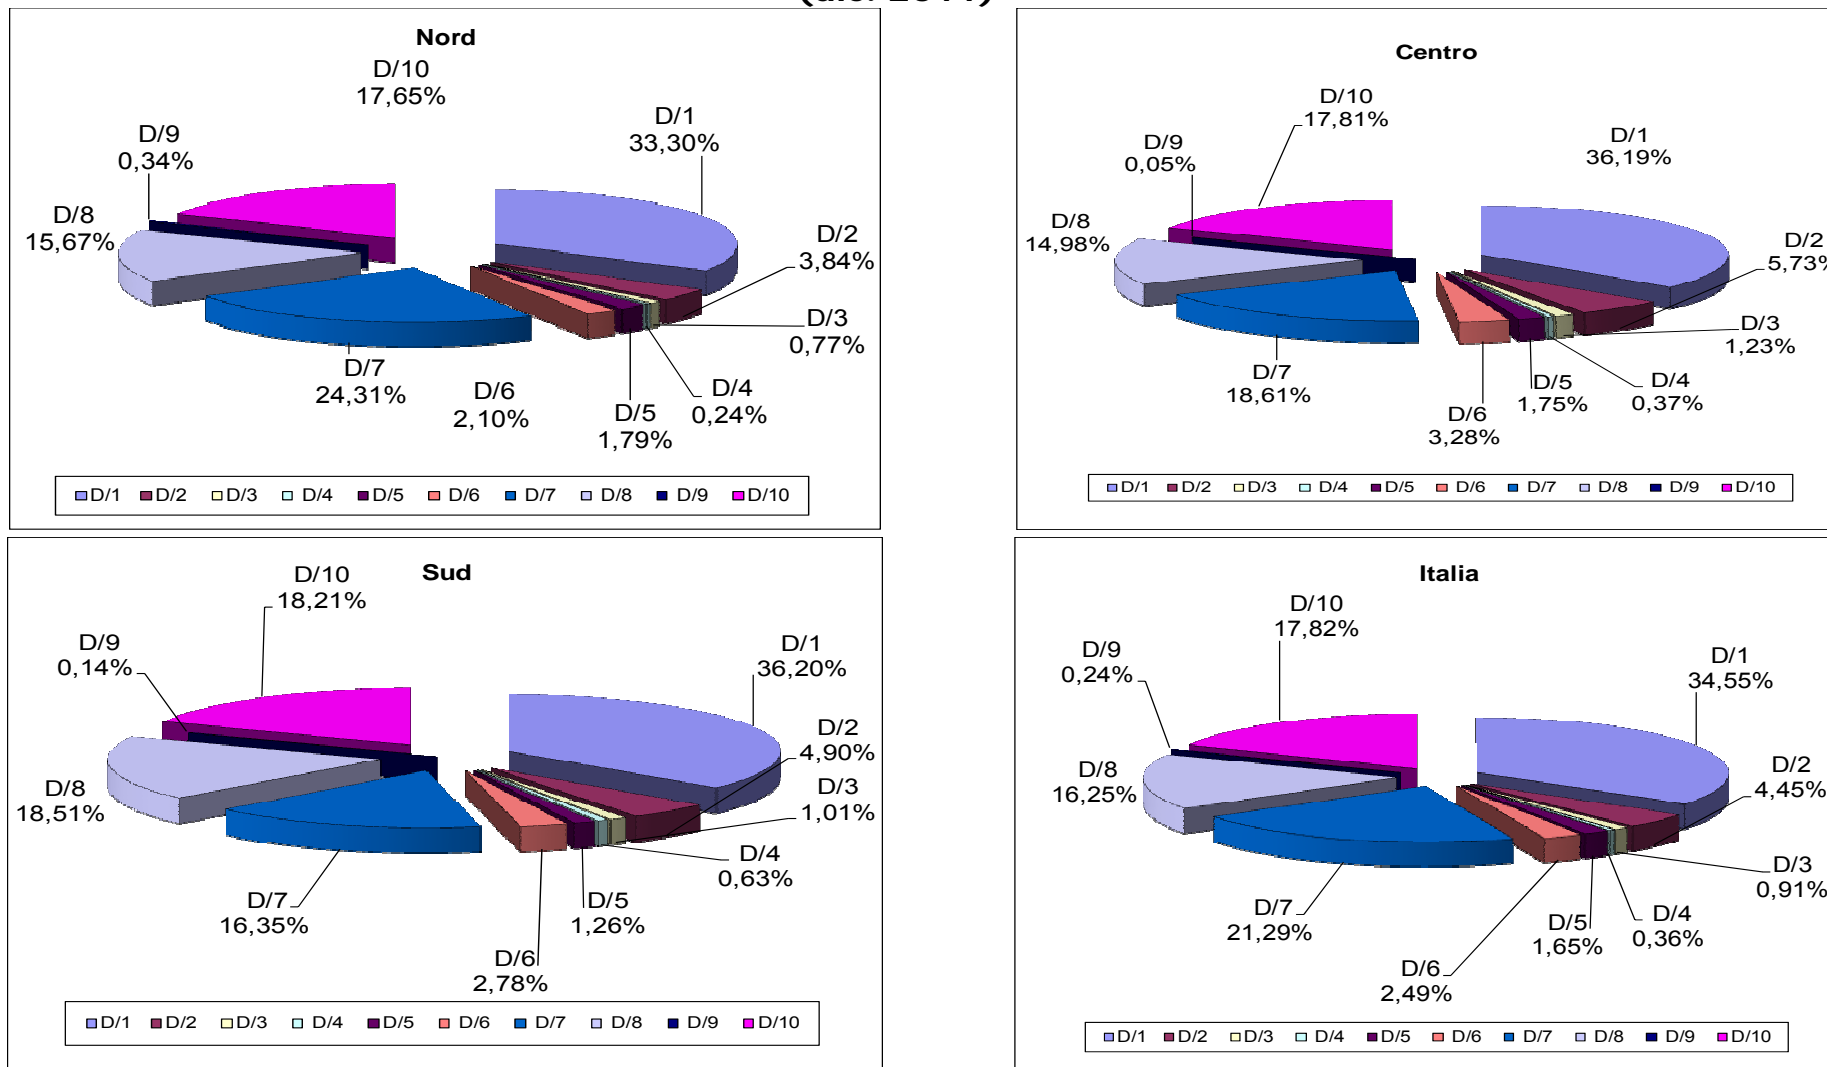 Nord
D/10
17,65%
D/1
33,30%
D/9
0,34%
D/8
15,67%
D/2
3,84%
D/3
0,77%
D/7
24,31%
D/6
2,10%
D/4
0,24%
D/5
1,79%
D/1 D/2 D/3 D/4 D/5 D/6 D/7 D/8 D/9 D/10
Centro
D/10
17,81%
D/1
36,19%
D/9
0,05%
D/8
14,98%
D/2
5,73%
D/3
1,23%
D/7
18,61%
D/5
1,75%
D/4
0,37%
D/6
3,28%
D/1 D/2 D/3 D/4 D/5 D/6 D/7 D/8 D/9 D/10
Sud
D/10
18,21%
D/9
0,14%
D/1
36,20%
D/2
4,90%
D/8
18,51%
D/3
1,01%
D/4
0,63%
D/7
16,35%
D/5
1,26%
D/6
2,78%
D/1 D/2 D/3 D/4 D/5 D/6 D/7 D/8 D/9 D/10
Italia
D/10
17,82%
D/9
0,24%
D/1
34,55%
D/8
16,25%
D/2
4,45%
D/3
0,91%
D/7
21,29%
D/5
1,65%
D/4
0,36%
D/6
2,49%
D/1 D/2 D/3 D/4 D/5 D/6 D/7 D/8 D/9 D/10